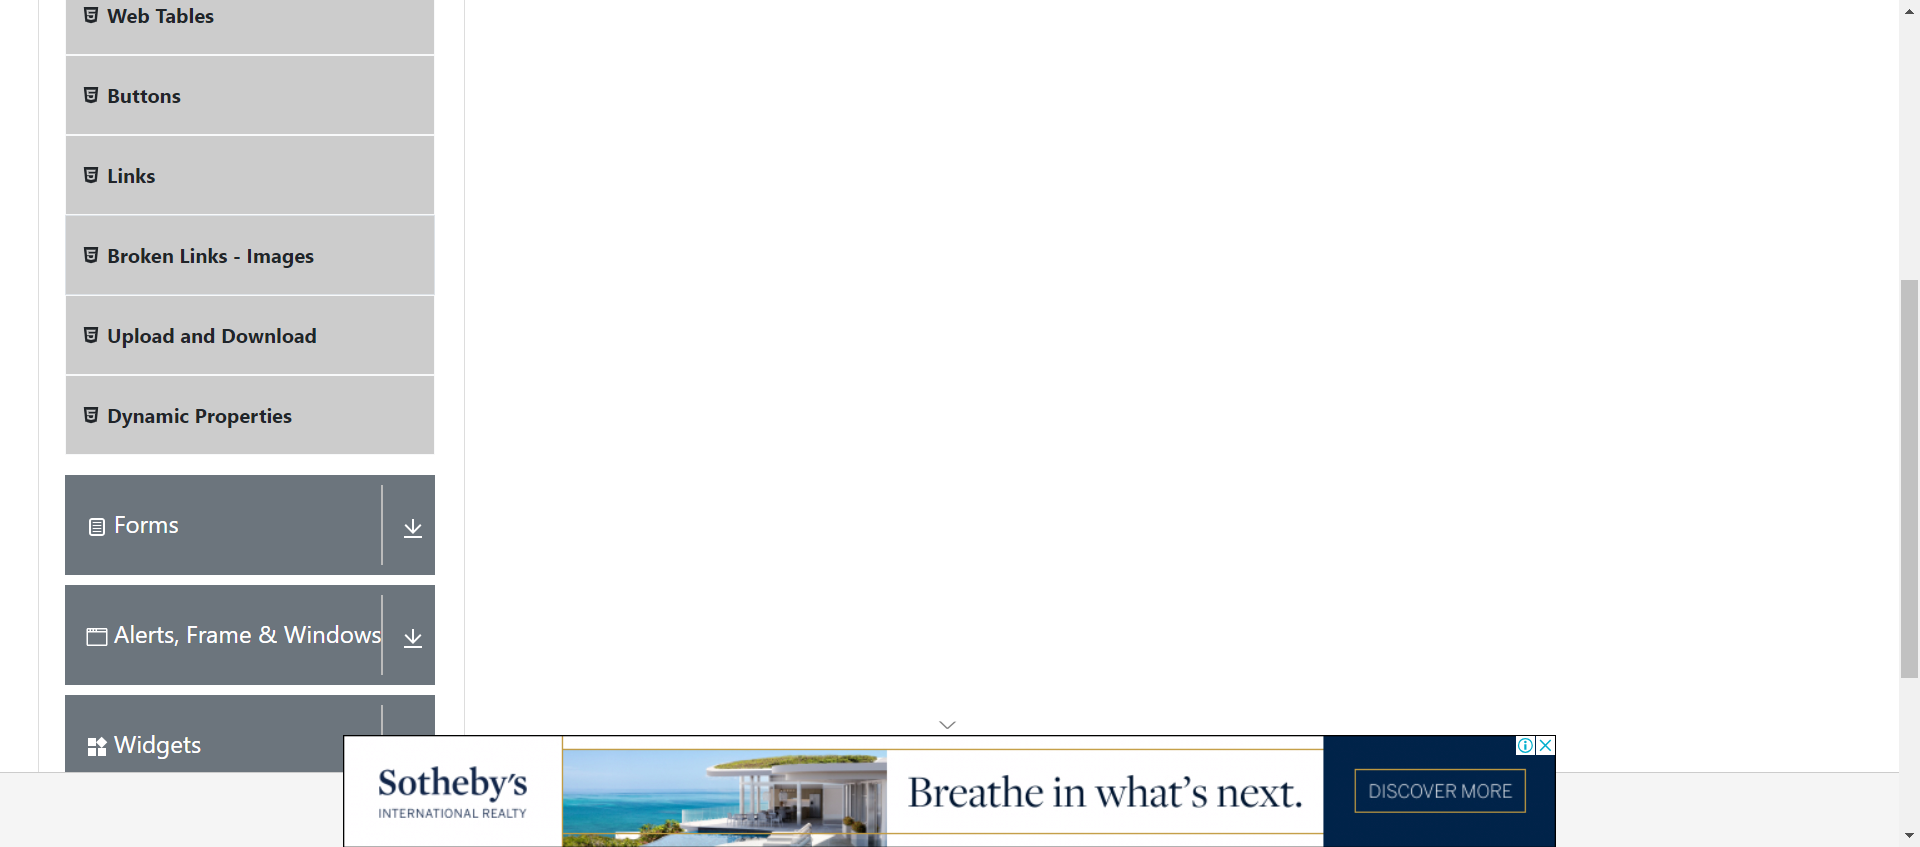 Web Tables
Buttons
Links
Broken Links - Images
Upload and Download
Dynamic Properties
Forms
Alerts, Frame & Windows
Widgets
Sotheby's
INTERNATIONAL REALTY
Breathe in what's next.
DISCOVER MORE